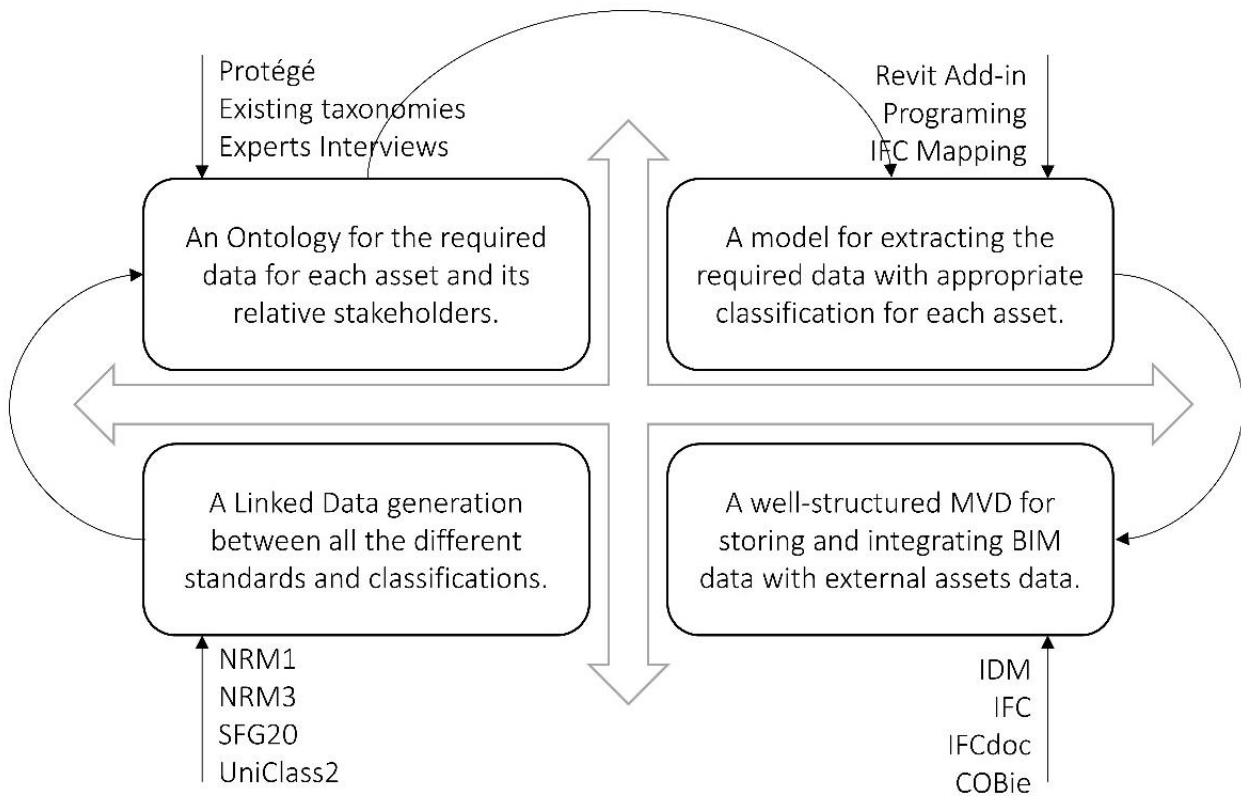 Protégé
Existing taxonomies
Experts Interviews
Revit Add-in
Programing
IFC Mapping
An Ontology for the required
data for each asset and its
relative stakeholders.
A model for extracting the
required data with appropriate
classification for each asset.
A Linked Data generation
between all the different
standards and classifications.
A well-structured MVD for
storing and integrating BIM
data with external assets data.
NRM1
NRM3
SFG20
UniClass2
IDM
IFC
IFCdoc
COBie